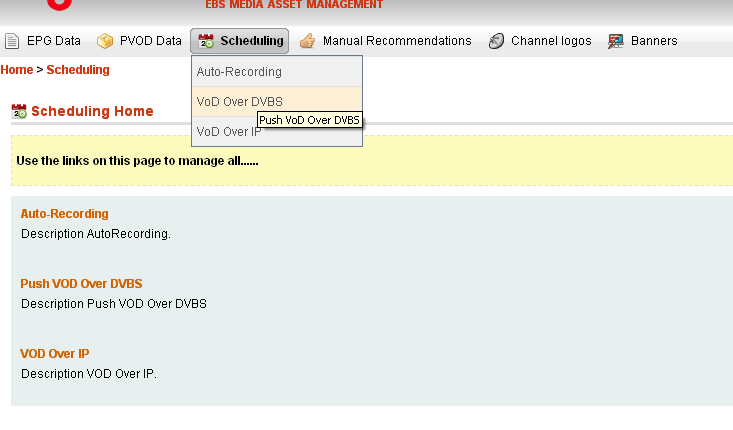 EBS MEDIA ASSET MANAGEMENT
EPG Data PVOD Data Scheduling Manual Recommendations Channel logos Banners
Home > Scheduling
Auto-Recording
VoD Over DVBS
Push VoD Over DVBS
VoD Over IP
Scheduling Home
Use the links on this page to manage all......
Auto-Recording
Description AutoRecording.
Push VOD Over DVBS
Description Push VOD Over DVBS
VOD Over IP
Description VOD Over IP.